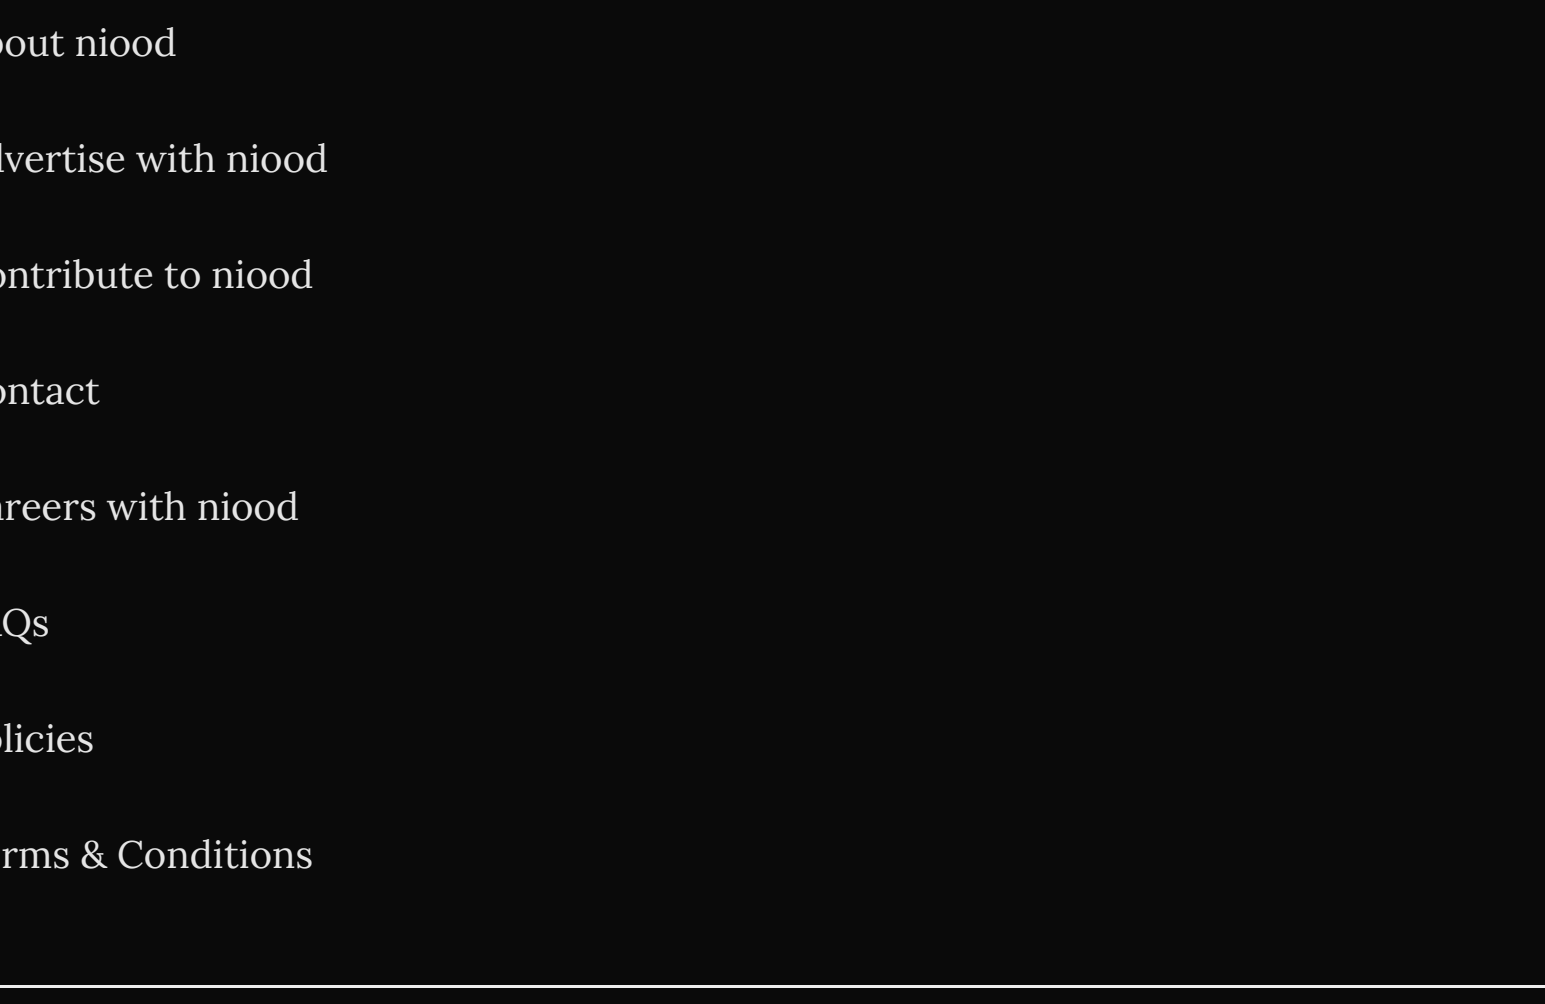 out niood
vertise with niood
ntribute to niood
ntact
reers with niood
Qs
licies
rms & Conditions